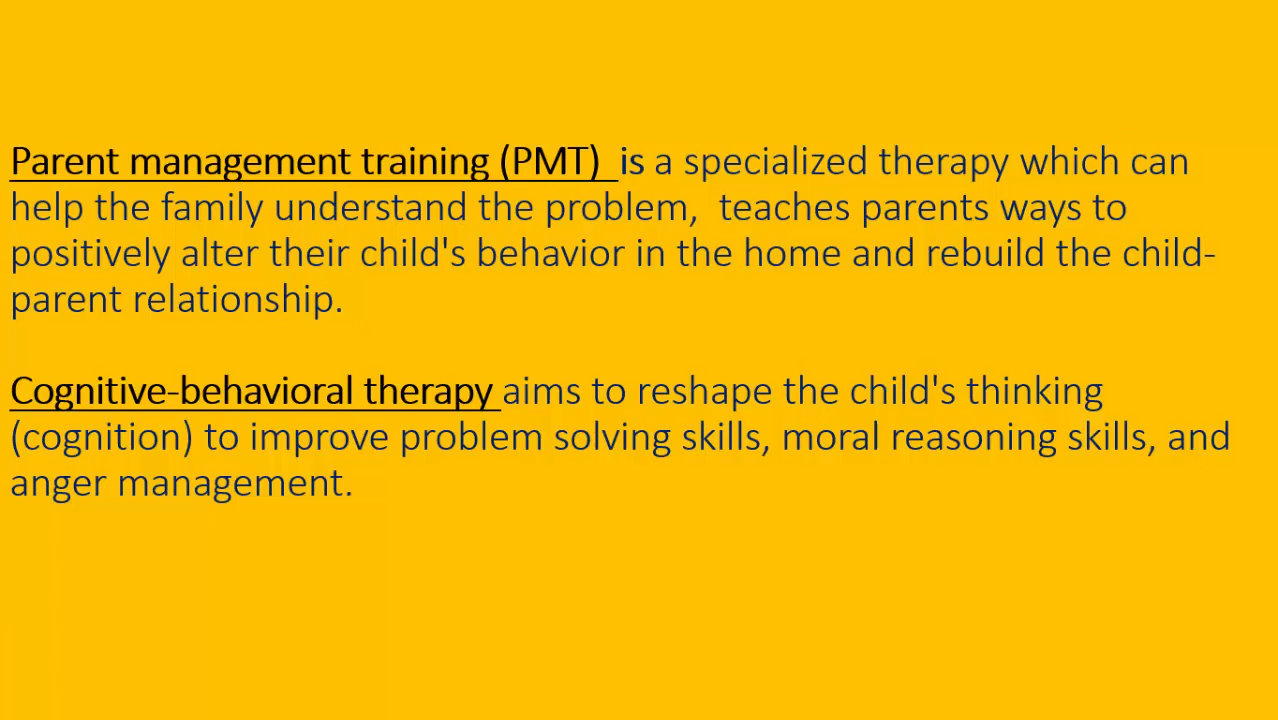 Parent management training (PMT)  is a specialized therapy which can
help the family understand the problem,  teaches parents ways to
positively alter their child's behavior in the home and rebuild the child-
parent relationship.
Cognitive-behavioral therapy aims to reshape the child's thinking
(cognition) to improve problem solving skills, moral reasoning skills, and
anger management.